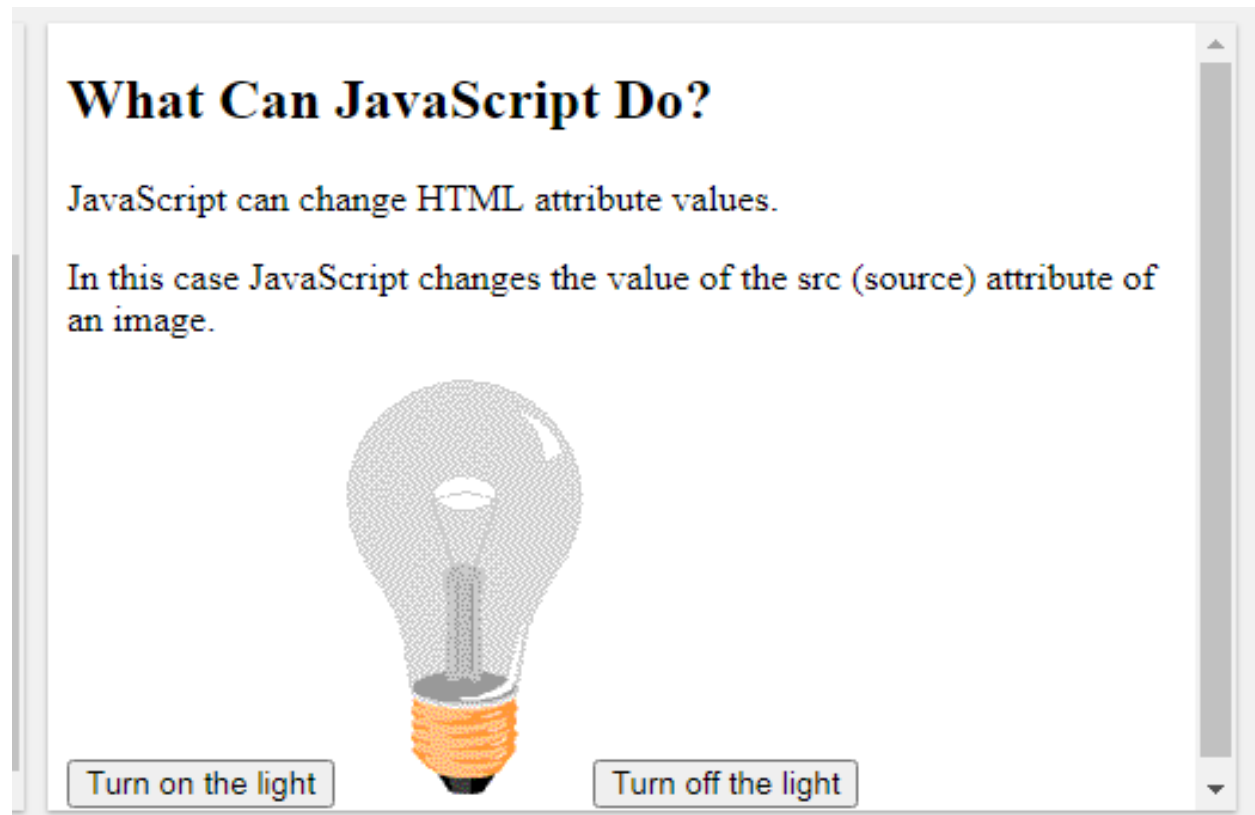 What Can JavaScript Do?
JavaScript can change HTML attribute values.
In this case JavaScript changes the value of the src (source) attribute of
an image.
Turn on the light
Turn off the light